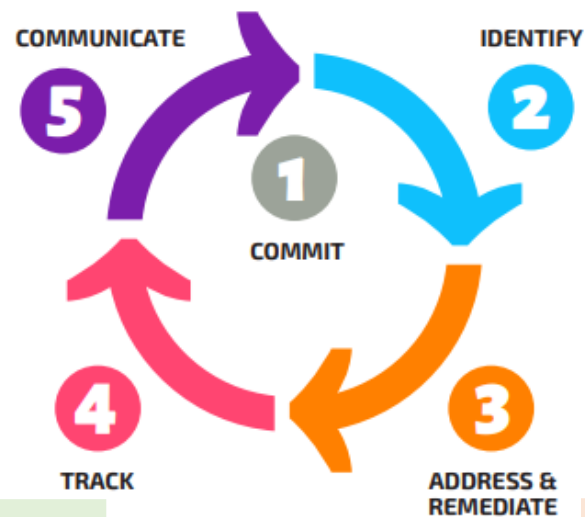 COMMUNICATE
5
IDENTIFY
2
1
COMMIT
4
TRACK
3
ADDRESS &
REMEDIATE